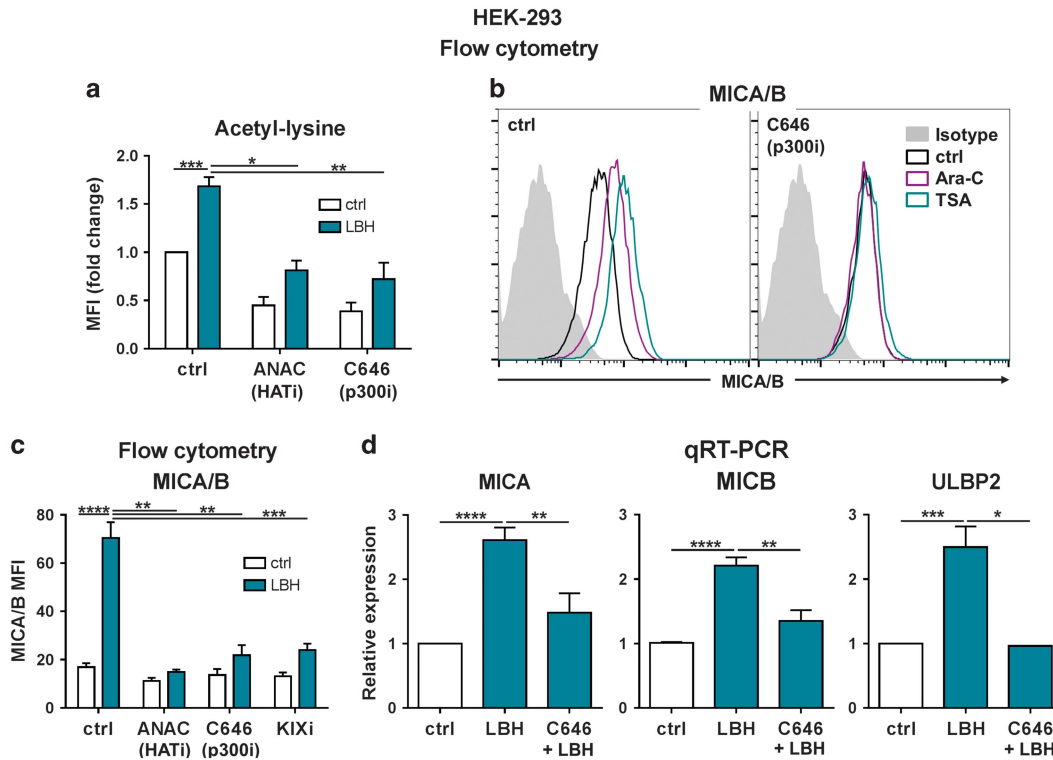 HEK-293
Flow cytometry
a
Acetyl-lysine
MFI (fold change)
2.0
1.5
1.0
0.5
0.0
***
*
**
ctrl
LBH
ctrl
ANAC
(HATi)
C646
(p300i)
b
MICA/B
ctrl
C646
(p300i)
Isotype
ctrl
Ara-C
TSA
MICA/B
c
Flow cytometry
MICA/B
MICA/B MFI
80
60
40
20
0
****
**
**
***
ctrl
LBH
ctrl
ANAC
(HATi)
C646
(p300i)
KIXi
d
qRT-PCR
MICA
Relative expression
3
2
1
0
****
**
ctrl
LBH
C646
+ LBH
MICB
3
2
1
0
****
**
ctrl
LBH
C646
+ LBH
ULBP2
3
2
1
0
***
*
ctrl
LBH
C646
+ LBH